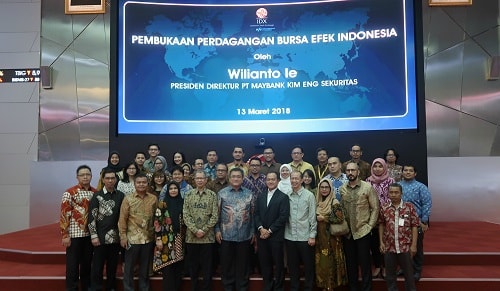 IDX
PEMBUKAAN PERDAGANGAN BURSA EFEK INDONESIA
Oleh
Wilianto Ie
PRESIDEN DIREKTUR PT MAYBANK KIM ENG SEKURITAS
13 Maret 2018